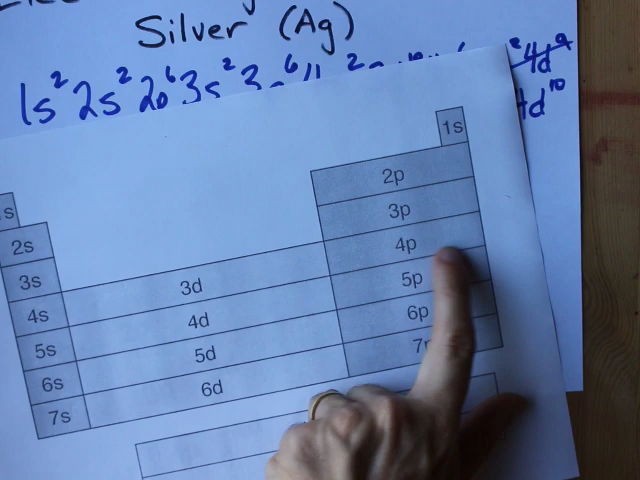 Silver (Ag)
1s² 2s² 2p⁶ 3s² 4d⁹
4d¹⁰
1s
2p
3p
4p
5p
6p
s
2s
3s
4s
5s
6s
7s
3d
4d
5d
6d